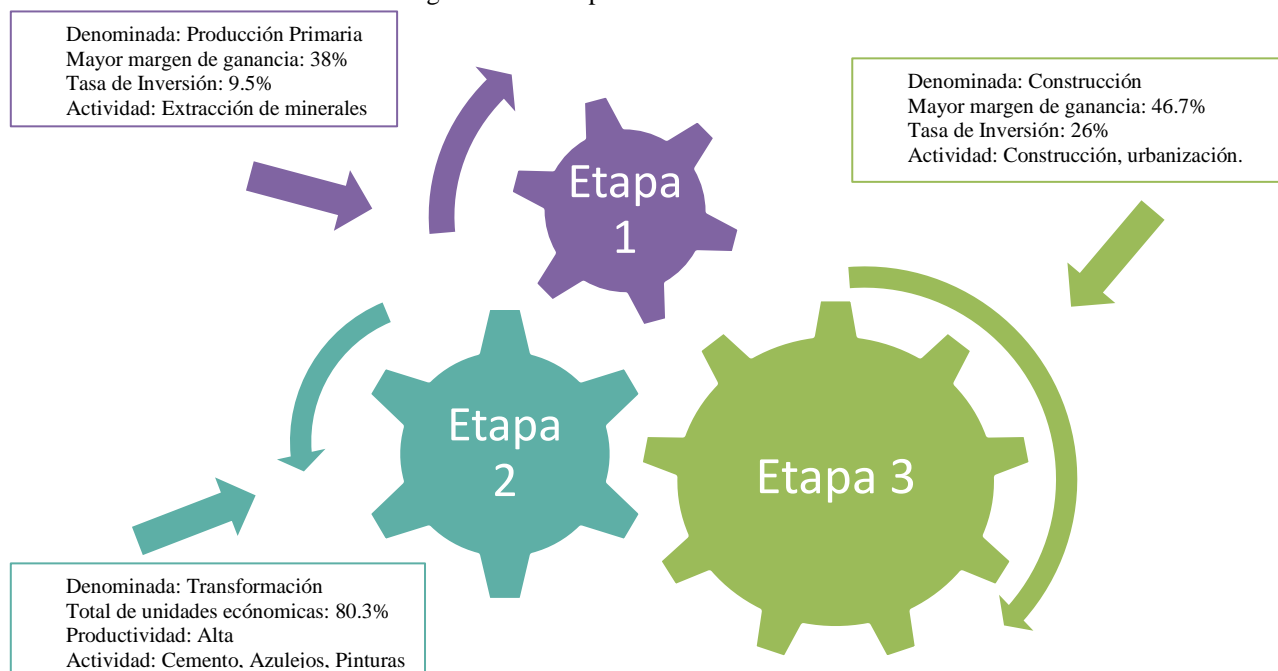 Denominada: Producción Primaria
Mayor margen de ganancia: 38%
Tasa de Inversión: 9.5%
Actividad: Extracción de minerales
Denominada: Construcción
Mayor margen de ganancia: 46.7%
Tasa de Inversión: 26%
Actividad: Construcción, urbanización.
Etapa
1
Etapa
2
Etapa 3
Denominada: Transformación
Total de unidades ecónomicas: 80.3%
Productividad: Alta
Actividad: Cemento, Azulejos, Pinturas